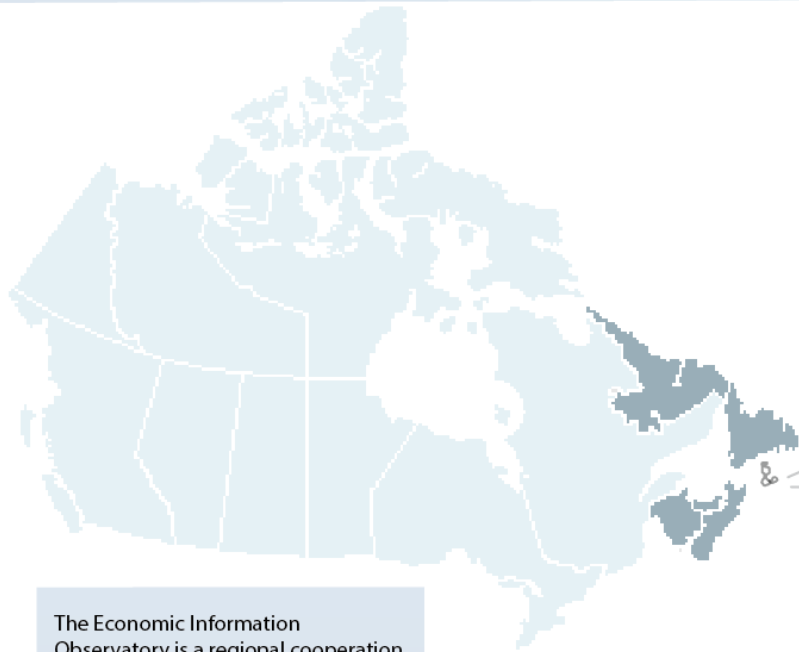 &
The Economic Information
Observatory is a regional cooperation